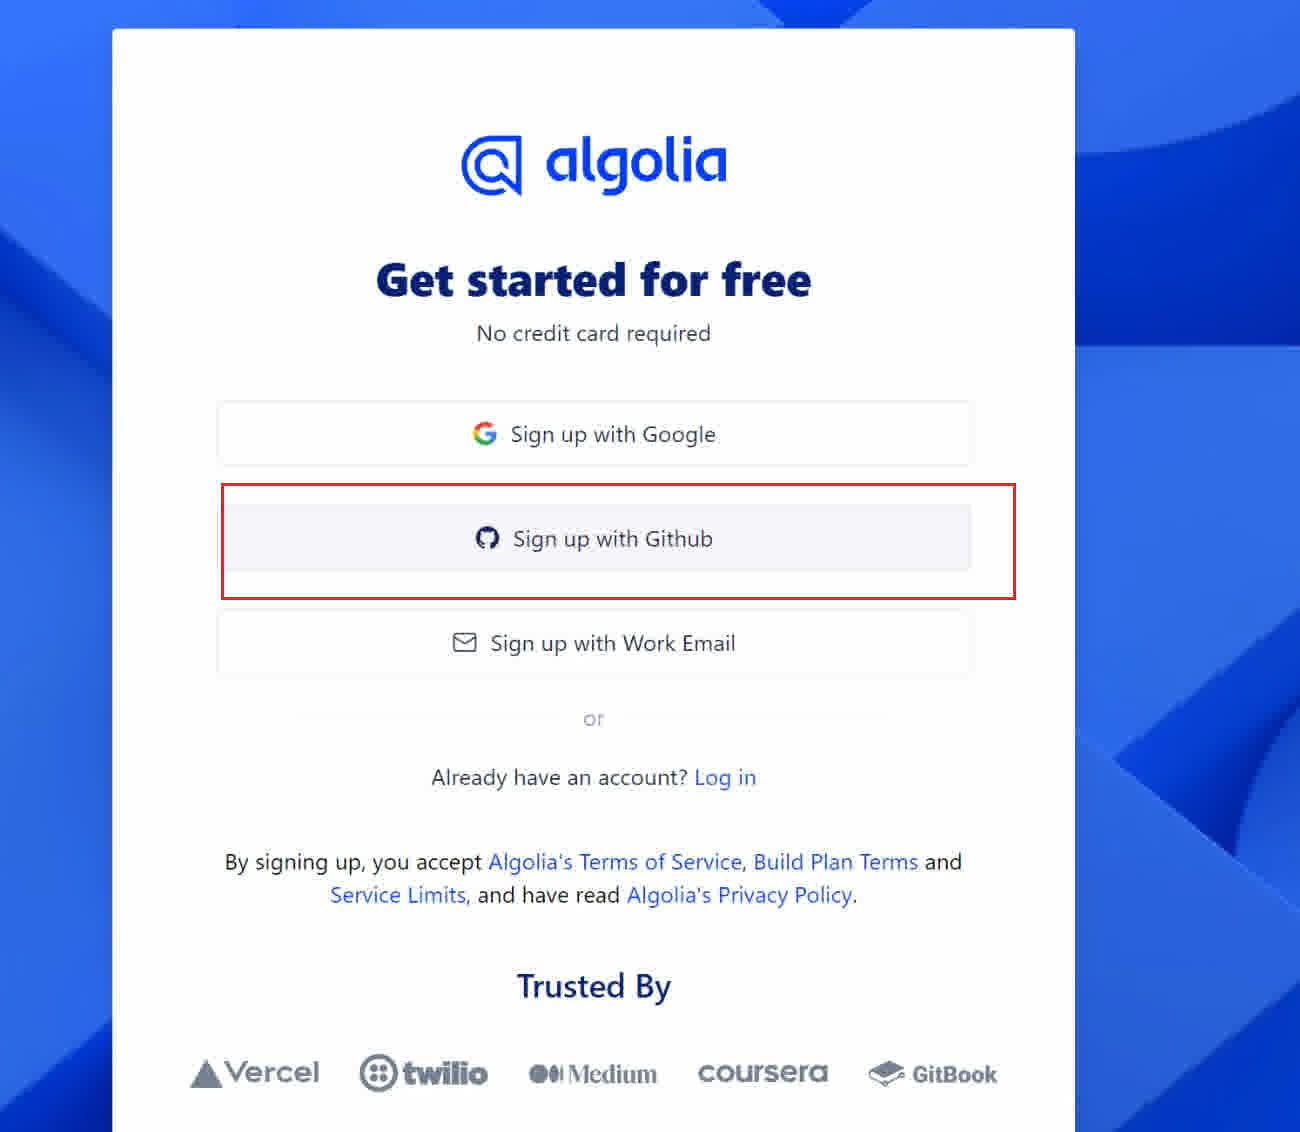 algolia
Get started for free
No credit card required
Sign up with Google
Sign up with Github
Sign up with Work Email
or
Already have an account? Log in
By signing up, you accept Algolia's Terms of Service, Build Plan Terms and
Service Limits, and have read Algolia's Privacy Policy.
Trusted By
Vercel twilio Medium coursera GitBook